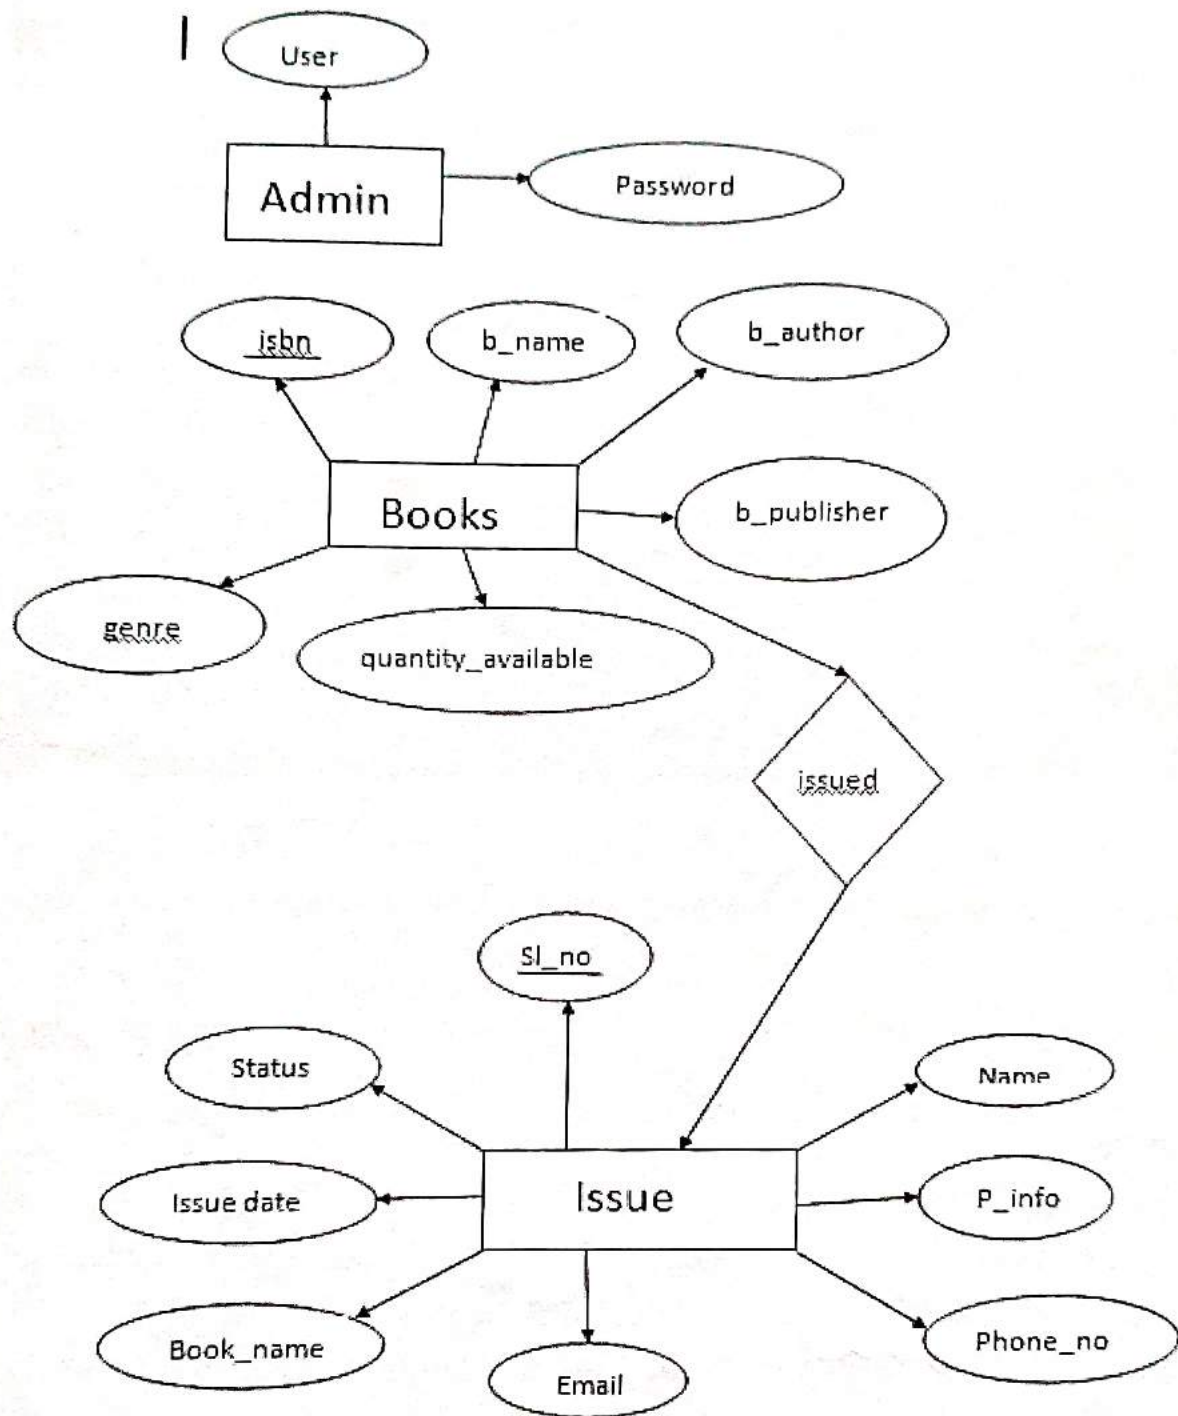 User
Admin
Password
isbn
b_name
b_author
Books
b_publisher
genre
quantity_available
issued
Sl_no
Status
Name
Issue date
Issue
P_info
Book_name
Email
Phone_no